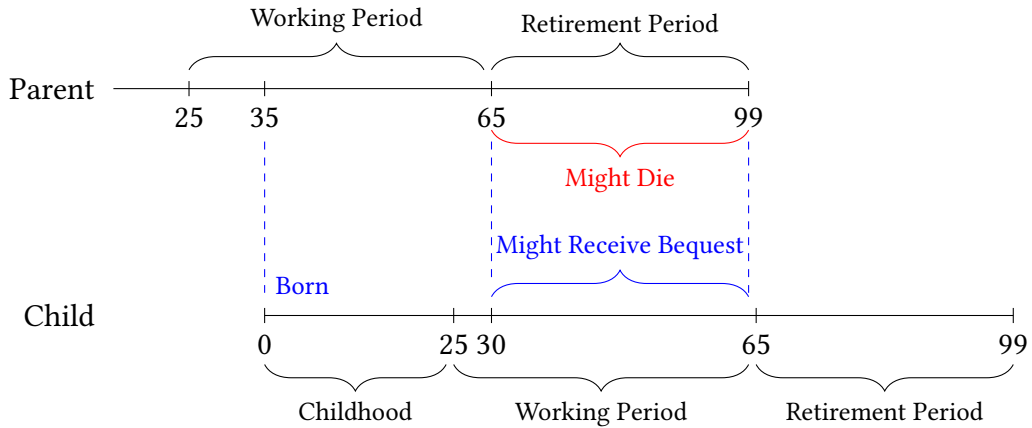 Working Period
Retirement Period
Parent
25
35
65
99
Might Die
Might Receive Bequest
Born
Child
0
25
30
65
99
Childhood
Working Period
Retirement Period